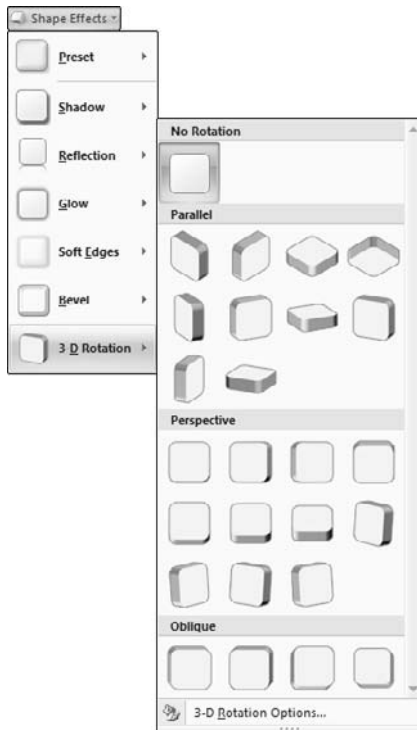 Shape Effects
Preset
Shadow
Reflection
Glow
Soft Edges
Bevel
3 D Rotation
No Rotation
Parallel
Perspective
Oblique
3-D Rotation Options...